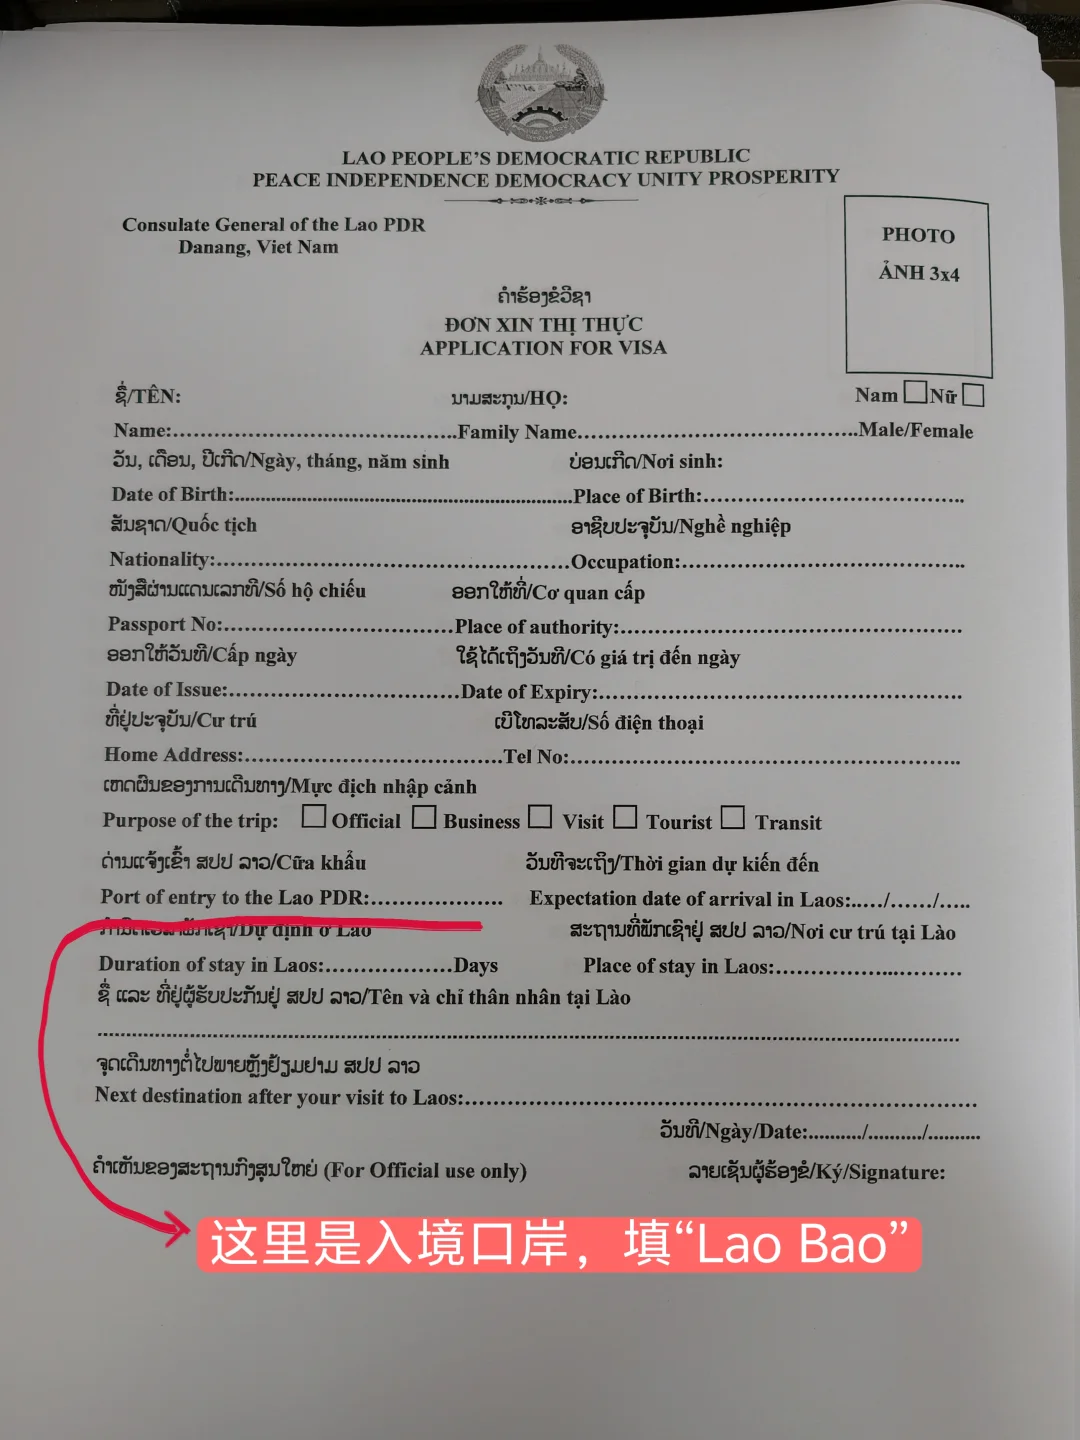 LAO PEOPLE'S DEMOCRATIC REPUBLIC
PEACE INDEPENDENCE DEMOCRACY UNITY PROSPERITY
Consulate General of the Lao PDR
Danang, Viet Nam
PHOTO
ẢNH 3x4
ຄຳຮ້ອງຂໍວີຊາ
ĐƠN XIN THỊ THỰC
APPLICATION FOR VISA
ຊື່/TÊN: ນາມສະກຸນ/HỌ: Nam Nữ
Name:..........Family Name..........Male/Female
ວັນ, ເດືອນ, ປີເກີດ/Ngày, tháng, năm sinh ບ່ອນເກີດ/Nơi sinh:
Date of Birth:..........Place of Birth:..........
ສັນຊາດ/Quốc tịch ອາຊີບປະຈຸບັນ/Nghề nghiệp
Nationality:..........Occupation:..........
ໜັງສືຜ່ານແດນເລກທີ/Số hộ chiếu ອອກໃຫ້ທີ່/Cơ quan cấp
Passport No:..........Place of authority:..........
ອອກໃຫ້ວັນທີ/Cấp ngày ໃຊ້ໄດ້ເຖິງວັນທີ/Có giá trị đến ngày
Date of Issue:..........Date of Expiry:..........
ທີ່ຢູ່ປະຈຸບັນ/Cư trú ເບີໂທລະສັບ/Số điện thoại
Home Address:..........Tel No:..........
ເຫດຜົນຂອງການເດີນທາງ/Mực địch nhập cảnh
Purpose of the trip: Official Business Visit Tourist Transit
ດ່ານແຈ້ງເຂົ້າ ສປປ ລາວ/Cữa khẩu ວັນທີຈະເຖິງ/Thời gian dự kiến đến
Port of entry to the Lao PDR:.......... Expectation date of arrival in Laos:...../....../.....
/Dự định ở Lao ສະຖານທີ່ພັກເຊົາຢູ່ ສປປ ລາວ/Nơi cư trú tại Lào
Duration of stay in Laos:..........Days Place of stay in Laos:..........
ຊື່ ແລະ ທີ່ຢູ່ຜູ້ຮັບປະກັນຢູ່ ສປປ ລາວ/Tên và chỉ thân nhân tại Lào
....................
ຈຸດເດີນທາງຕໍ່ໄປພາຍຫຼັງຢ້ຽມຢາມ ສປປ ລາວ
Next destination after your visit to Laos:..........
ວັນທີ/Ngày/Date:........../........../..........
ຄຳເຫັນຂອງສະຖານກົງສຸນໃຫຍ່ (For Official use only) ລາຍເຊັນຜູ້ຮ້ອງຂໍ/Ký/Signature:
这里是入境口岸，填“Lao Bao”